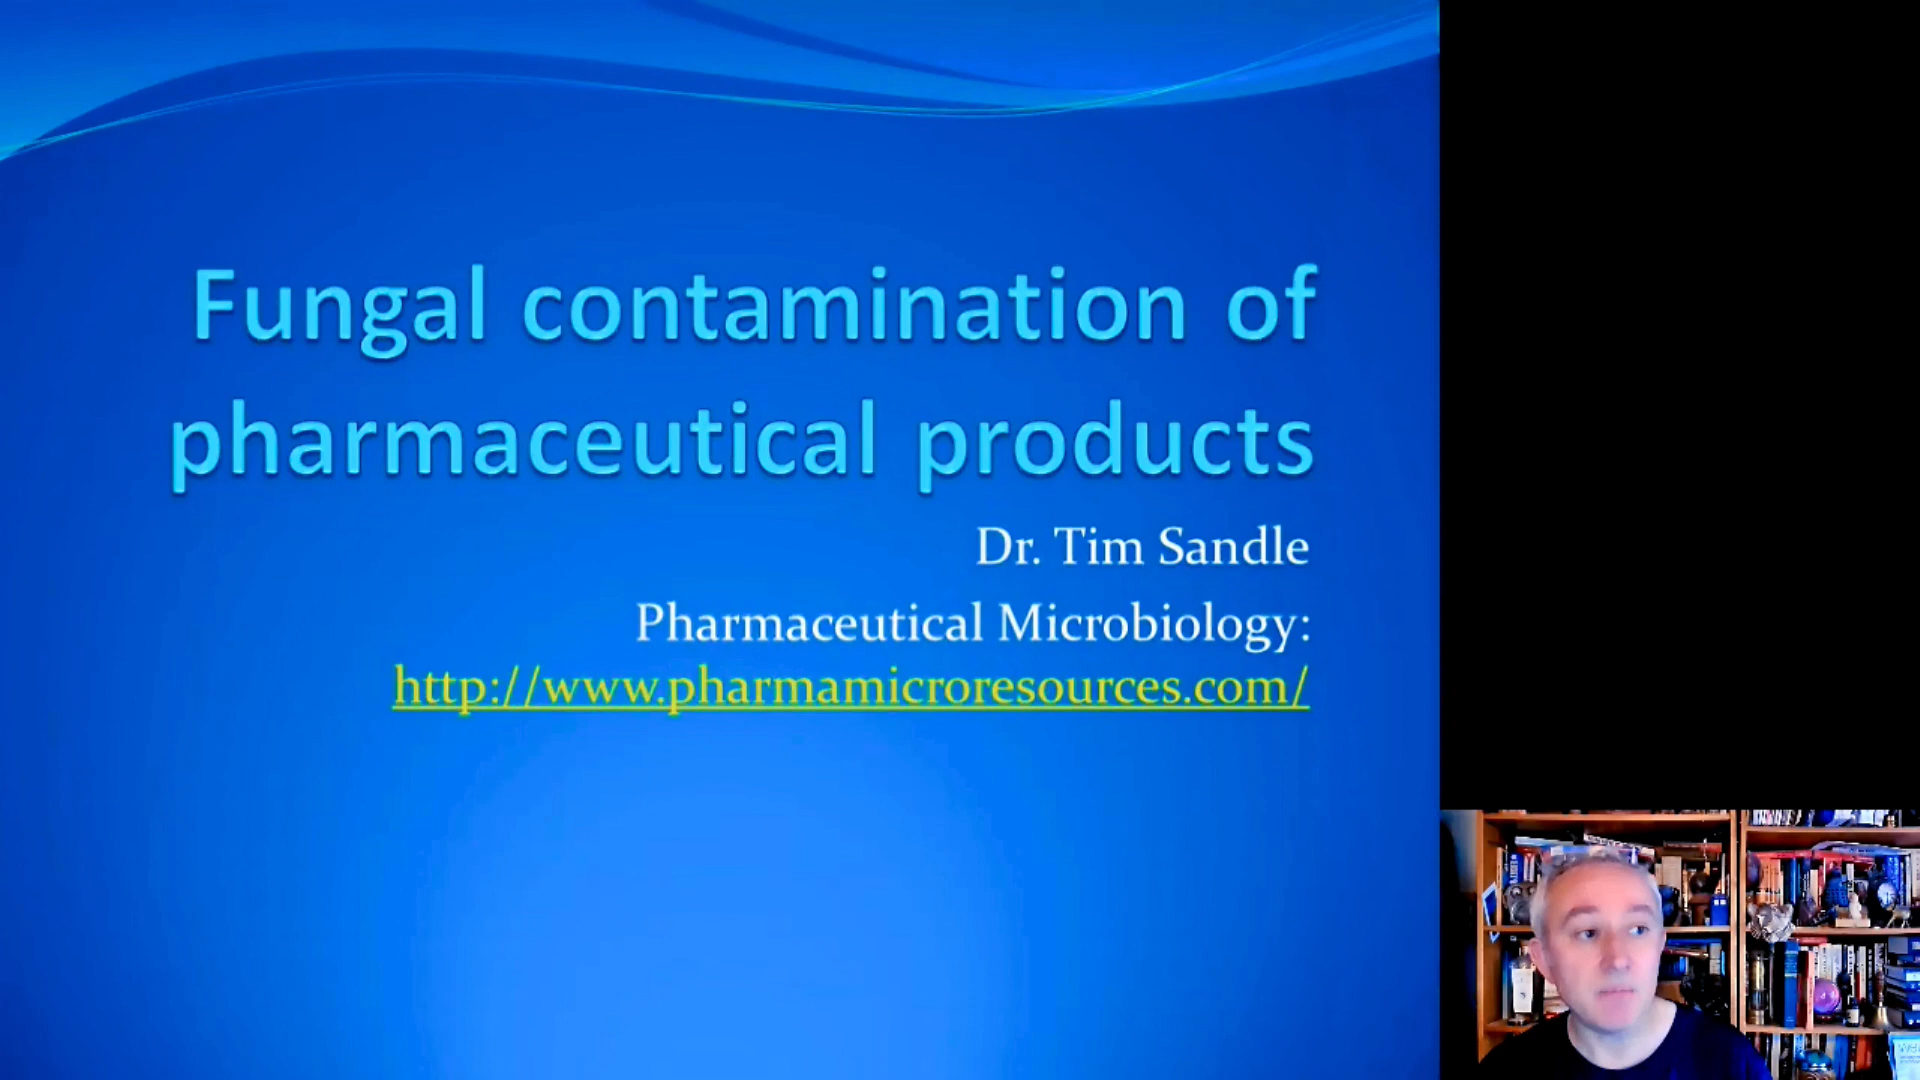 Fungal contamination of
pharmaceutical products
Dr. Tim Sandle
Pharmaceutical Microbiology:
http://www.pharmamicroresources.com/